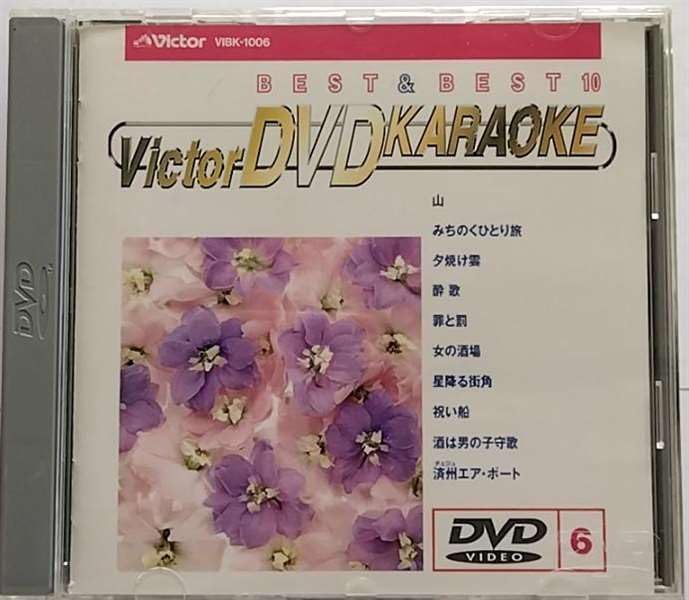 Victor VIBK-1006
BEST & BEST 10
Victor DVD KARAOKE
山
みちのくひとり旅
夕焼け雲
酔歌
罪と罰
女の酒場
星降る街角
祝い船
酒は男の子守歌
チェジュ
済州エア・ポート
DVD
VIDEO
6
DVD